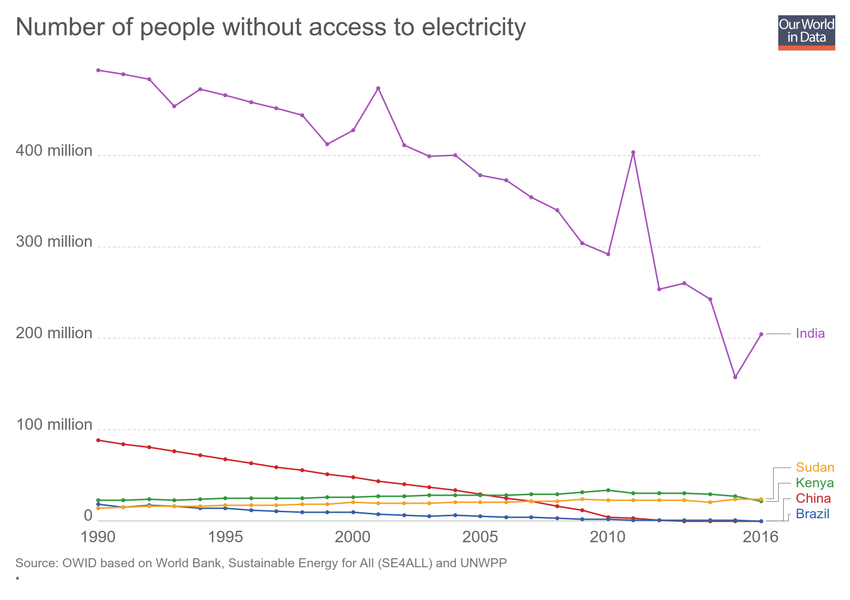 Number of people without access to electricity
Our World
in Data
400 million
300 million
200 million
100 million
0
India
Sudan
Kenya
China
Brazil
1990
1995
2000
2005
2010
2016
Source: OWID based on World Bank, Sustainable Energy for All (SE4ALL) and UNWPP
•